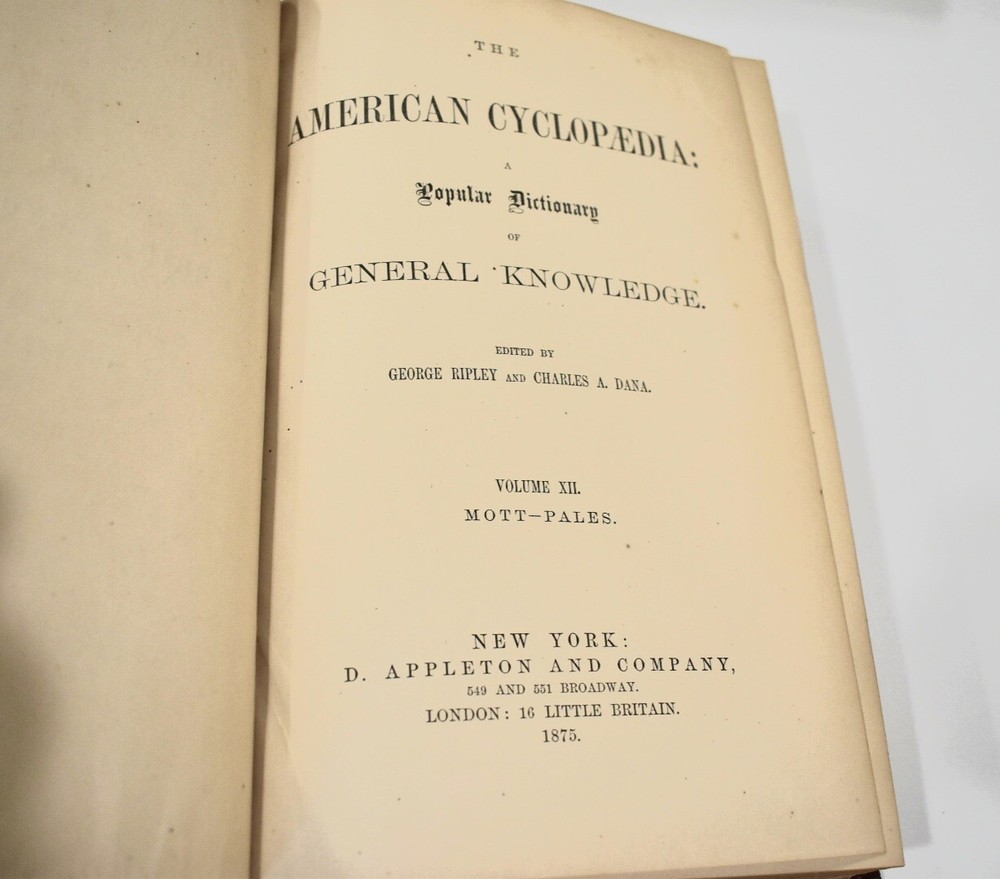 THE
AMERICAN CYCLOPÆDIA:
A
Popular Dictionary
OF
GENERAL KNOWLEDGE.
EDITED BY
GEORGE RIPLEY AND CHARLES A. DANA.
VOLUME XII.
MOTT–PALES.
NEW YORK:
D. APPLETON AND COMPANY,
549 AND 551 BROADWAY.
LONDON: 16 LITTLE BRITAIN.
1875.